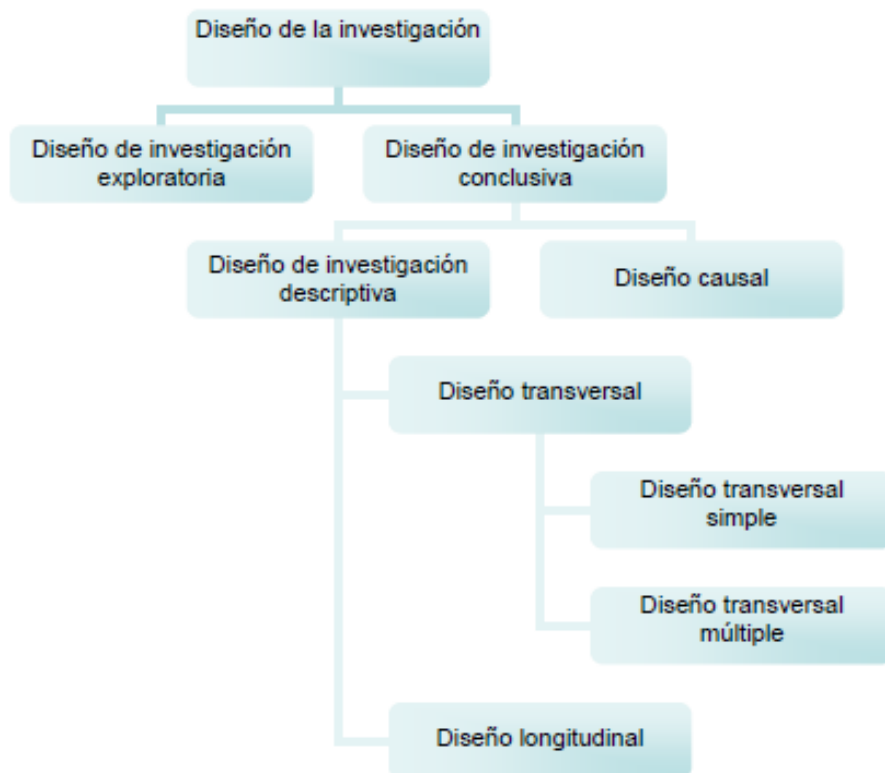 Diseño de la investigación
Diseño de investigación
exploratoria
Diseño de investigación
conclusiva
Diseño de investigación
descriptiva
Diseño causal
Diseño transversal
Diseño transversal
simple
Diseño transversal
múltiple
Diseño longitudinal